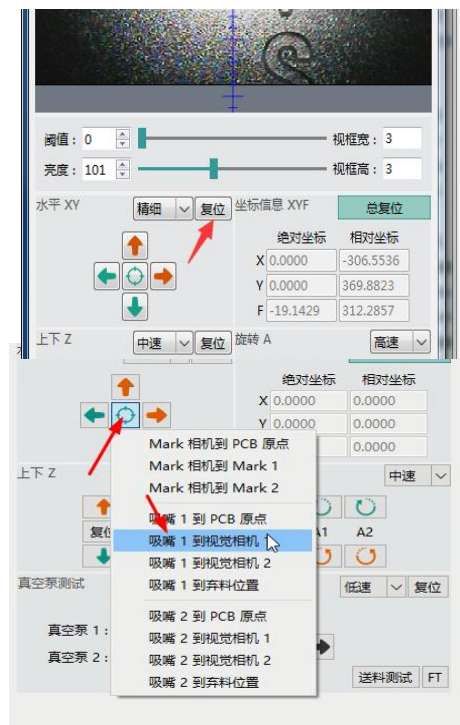 阈值： 0 视框宽： 3
亮度： 101 视框高： 3
水平 XY 精细 复位 坐标信息 XYF 总复位
绝对坐标 相对坐标
X 0.0000 -306.5536
Y 0.0000 369.8823
F -19.1429 312.2857
上下 Z 中速 复位 旋转 A 高速
绝对坐标 相对坐标
X 0.0000 0.0000
Y 0.0000 0.0000
0.0000
Mark 相机到 PCB 原点
Mark 相机到 Mark 1
Mark 相机到 Mark 2
上下 Z 中速
吸嘴 1 到 PCB 原点
吸嘴 1 到视觉相机 1
吸嘴 1 到视觉相机 2
吸嘴 1 到弃料位置
A2
真空泵测试 低速 复位
吸嘴 2 到 PCB 原点
吸嘴 2 到视觉相机 1
吸嘴 2 到视觉相机 2
吸嘴 2 到弃料位置
真空泵 1：
真空泵 2：
送料测试 FT